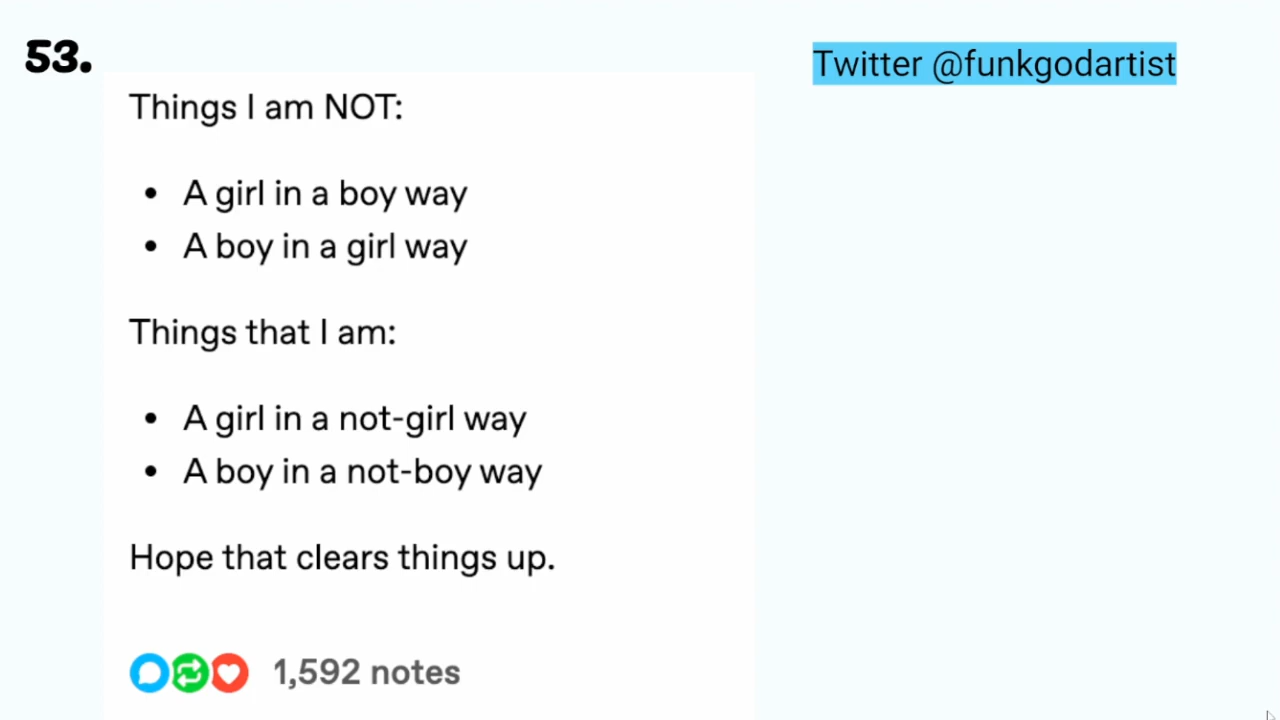 53.
Twitter @funkgodartist
Things I am NOT:
• A girl in a boy way
• A boy in a girl way
Things that I am:
• A girl in a not-girl way
• A boy in a not-boy way
Hope that clears things up.
1,592 notes